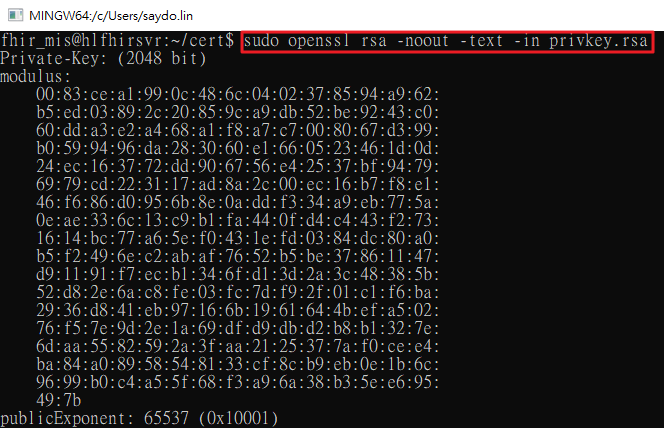 MINGW64:/c/Users/saydo.lin
fhir_mis@hlfhirsvr:~/cert$ sudo openssl rsa -noout -text -in privkey.rsa
Private-Key: (2048 bit)
modulus:
00:83:ce:a1:99:0c:48:6c:04:02:37:85:94:a9:62:
b5:ed:03:89:2c:20:85:9c:a9:db:52:be:92:43:c0:
60:dd:a3:e2:a4:68:a1:f8:a7:c7:00:80:67:d3:99:
b0:59:94:96:da:28:30:60:e1:66:05:23:46:1d:0d:
24:ec:16:37:72:dd:90:67:56:e4:25:37:bf:94:79:
69:79:cd:22:31:17:ad:8a:2c:00:ec:16:b7:f8:e1:
46:f6:86:d0:95:6b:8e:0a:dd:f3:34:a9:eb:77:5a:
0e:ae:33:6c:13:c9:b1:fa:44:0f:d4:c4:43:f2:73:
16:14:bc:77:a6:5e:f0:43:1e:fd:03:84:dc:80:a0:
b5:f2:49:6e:c2:ab:af:76:52:b5:be:37:86:11:47:
d9:11:91:f7:ec:b1:34:6f:d1:3d:2a:3c:48:38:5b:
52:d8:2e:6a:c8:fe:03:fc:7d:f9:2f:01:c1:f6:ba:
29:36:d8:41:eb:97:16:6b:19:61:64:4b:ef:a5:02:
76:f5:7e:9d:2e:1a:69:df:d9:db:d2:b8:b1:32:7e:
6d:aa:55:82:59:2a:3f:aa:21:25:37:7a:f0:ce:e4:
ba:84:a0:89:58:54:81:33:cf:8c:b9:eb:0e:1b:6c:
96:99:b0:c4:a5:5f:68:f3:a9:6a:38:b3:5e:e6:95:
49:7b
publicExponent: 65537 (0x10001)